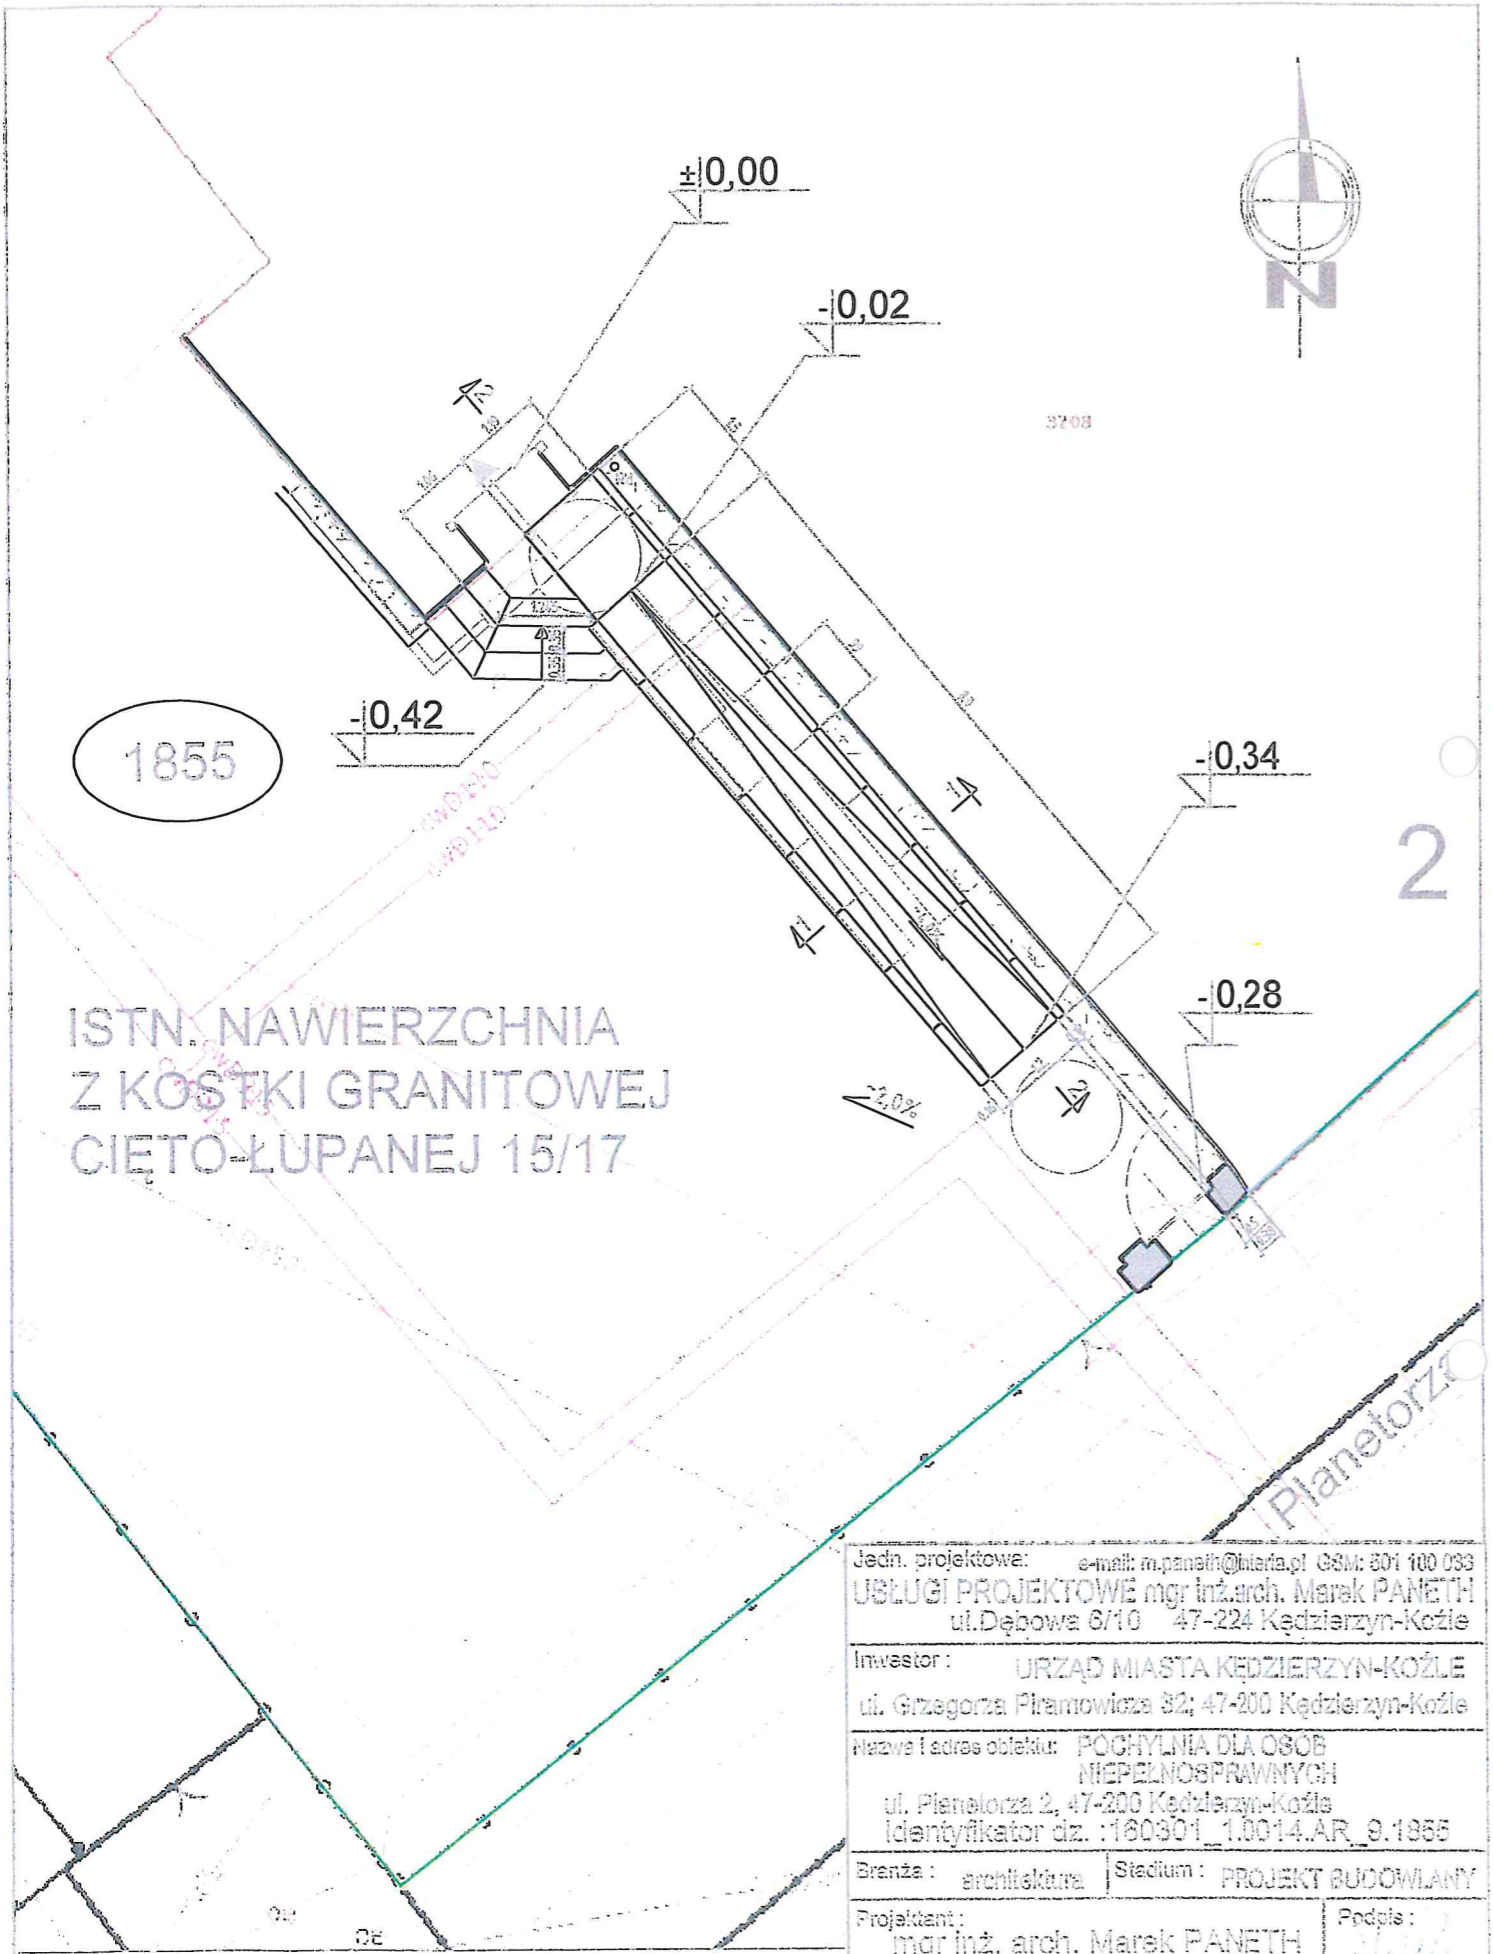 ±0,00
-0,02
N
3708
-0,42
1855
-0,34
2
-0,28
ISTN. NAWIERZCHNIA
Z KOSTKI GRANITOWEJ
CIĘTO-ŁUPANEJ 15/17
-2,0%
Planetorza
Jedn. projektowa: e-mail: m.paneth@interia.pl GSM: 501 100 033
USŁUGI PROJEKTOWE mgr inż.arch. Marek PANETH
ul.Dębowa 6/10 47-224 Kędzierzyn-Koźle
Inwestor : URZĄD MIASTA KĘDZIERZYN-KOŹLE
ul. Grzegorza Piramowicza 32; 47-200 Kędzierzyn-Koźle
Nazwa i adres obiektu: POCHYLNIA DLA OSÓB
NIEPEŁNOSPRAWNYCH
ul. Planetorza 2, 47-200 Kędzierzyn-Koźle
identyfikator dz. :160301_1.0014.AR_9.1855
Branża : architektura Stadium : PROJEKT BUDOWLANY
Projektant : Podpis :
mgr inż. arch. Marek PANETH